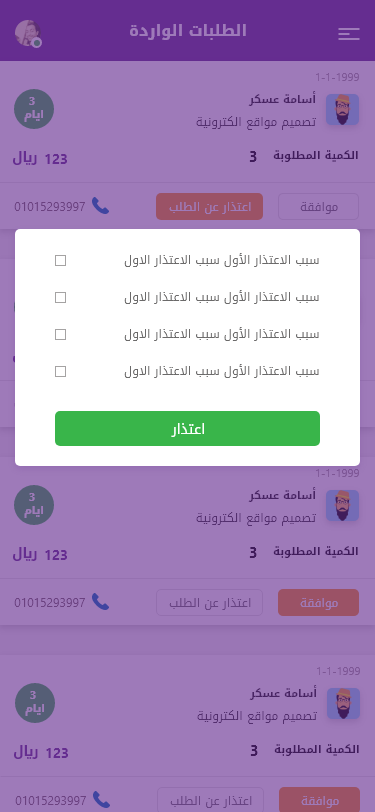 الطلبات الواردة
1-1-1999
أسامة عسكر
3
ايام
تصميم مواقع الكترونية
الكمية المطلوبة 3
123 ريال
موافقة
اعتذار عن الطلب
01015293997
سبب الاعتذار الأول سبب الاعتذار الاول
سبب الاعتذار الأول سبب الاعتذار الاول
سبب الاعتذار الأول سبب الاعتذار الاول
سبب الاعتذار الأول سبب الاعتذار الاول
اعتذار
1-1-1999
أسامة عسكر
3
ايام
تصميم مواقع الكترونية
الكمية المطلوبة 3
123 ريال
موافقة
اعتذار عن الطلب
01015293997
1-1-1999
أسامة عسكر
3
ايام
تصميم مواقع الكترونية
الكمية المطلوبة 3
123 ريال
موافقة
اعتذار عن الطلب
01015293997